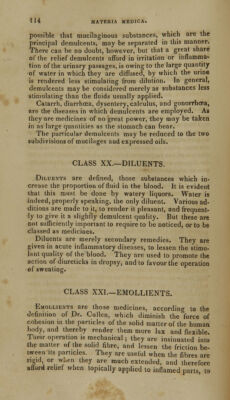 114 MATERIA MEDICA.
possible that mucilaginous substances, which are the
principal demulcents, may be separated in this manner.
There can be no doubt, however, but that a great share
of the relief demulcents afford in irritation or inflamma-
tion of the urinary passages, is owing to the large quantity
of water in which they are diffused, by which the urine
is rendered less stimulating from dilution. In general,
demulcents may be considered merely as substances less
stimulating than the fluids usually applied.
Catarrh, diarrhœa, dysentery, calculus, and gonorrhœa,
are the diseases in which demulcents are employed. As
they are medicines of no great power, they may be taken
in as large quantities as the stomach can bear.
The particular demulcents may be reduced to the two
subdivisions of mucilages and expressed oils.
CLASS XX.—DILUENTS.
Diluents are defined, those substances which in-
crease the proportion of fluid in the blood. It is evident
that this must be done by watery liquors. Water is
indeed, properly speaking, the only diluent. Various ad-
ditions are made to it, to render it pleasant, and frequent-
ly to give it a slightly demulcent quality. But these are
not sufficiently important to require to be noticed, or to be
classed as medicines.
Diluents are merely secondary remedies. They are
given in acute inflammatory diseases, to lessen the stimu-
lant quality of the blood. They are used to promote the
action of diureticks in dropsy, and to favour the operation
of sweating.
CLASS XXI.—EMOLLIENTS.
Emollients are those medicines, according to the
definition of Dr. Cullen, which diminish the force of
cohesion in the particles of the solid matter of the human
body, and thereby render them more lax and flexible.
Their operation is mechanical; they are insinuated into
the matter of the solid fibre, and lessen the friction be-
tween its particles. They are useful when the fibres are
rigid, or when they are much extended, and therefore
afford relief when topically applied to inflamed parts, to